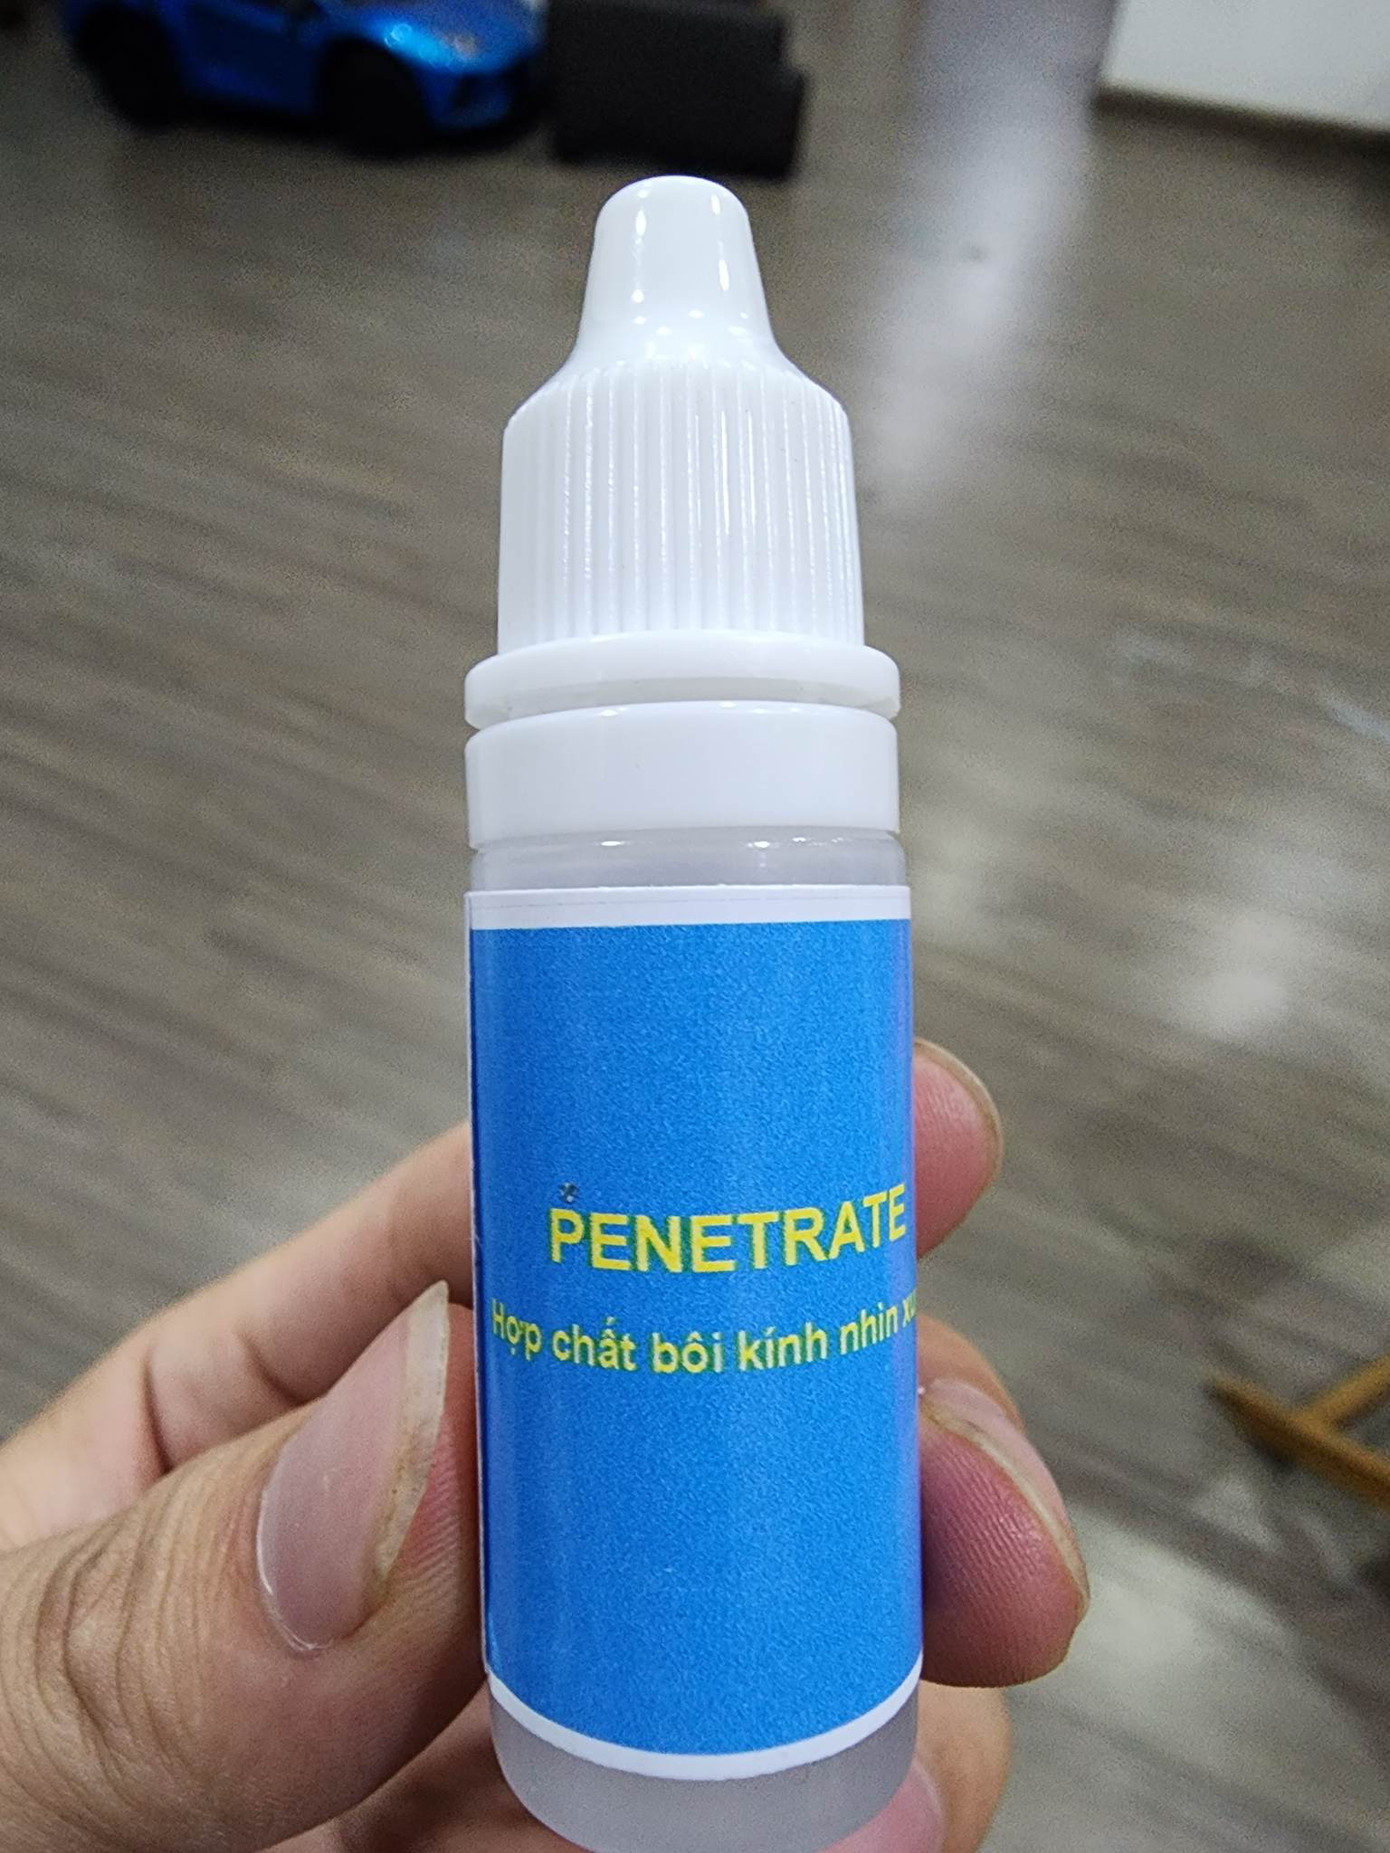 PENETRATE
Hợp chất bôi kính nhìn